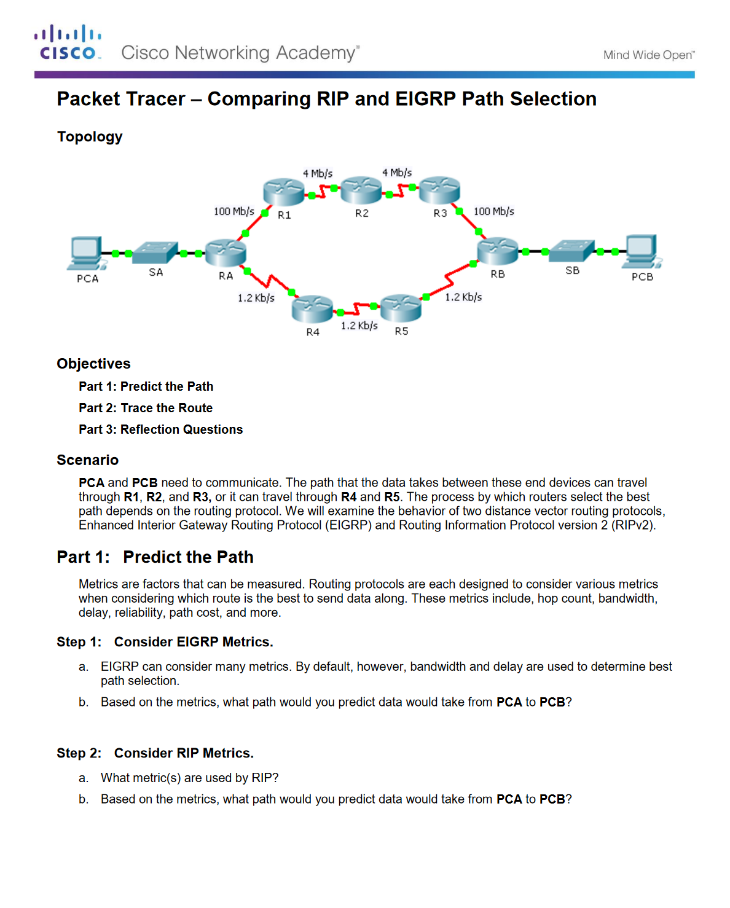 CISCO. Cisco Networking Academy® Mind Wide Open™
Packet Tracer – Comparing RIP and EIGRP Path Selection
Topology
4 Mb/s 4 Mb/s
100 Mb/s R1 R2 R3 100 Mb/s
PCA SA RA RB SB PCB
1.2 Kb/s 1.2 Kb/s
R4 1.2 Kb/s R5
Objectives
Part 1: Predict the Path
Part 2: Trace the Route
Part 3: Reflection Questions
Scenario
PCA and PCB need to communicate. The path that the data takes between these end devices can travel
through R1, R2, and R3, or it can travel through R4 and R5. The process by which routers select the best
path depends on the routing protocol. We will examine the behavior of two distance vector routing protocols,
Enhanced Interior Gateway Routing Protocol (EIGRP) and Routing Information Protocol version 2 (RIPv2).
Part 1: Predict the Path
Metrics are factors that can be measured. Routing protocols are each designed to consider various metrics
when considering which route is the best to send data along. These metrics include, hop count, bandwidth,
delay, reliability, path cost, and more.
Step 1: Consider EIGRP Metrics.
a. EIGRP can consider many metrics. By default, however, bandwidth and delay are used to determine best
path selection.
b. Based on the metrics, what path would you predict data would take from PCA to PCB?
Step 2: Consider RIP Metrics.
a. What metric(s) are used by RIP?
b. Based on the metrics, what path would you predict data would take from PCA to PCB?